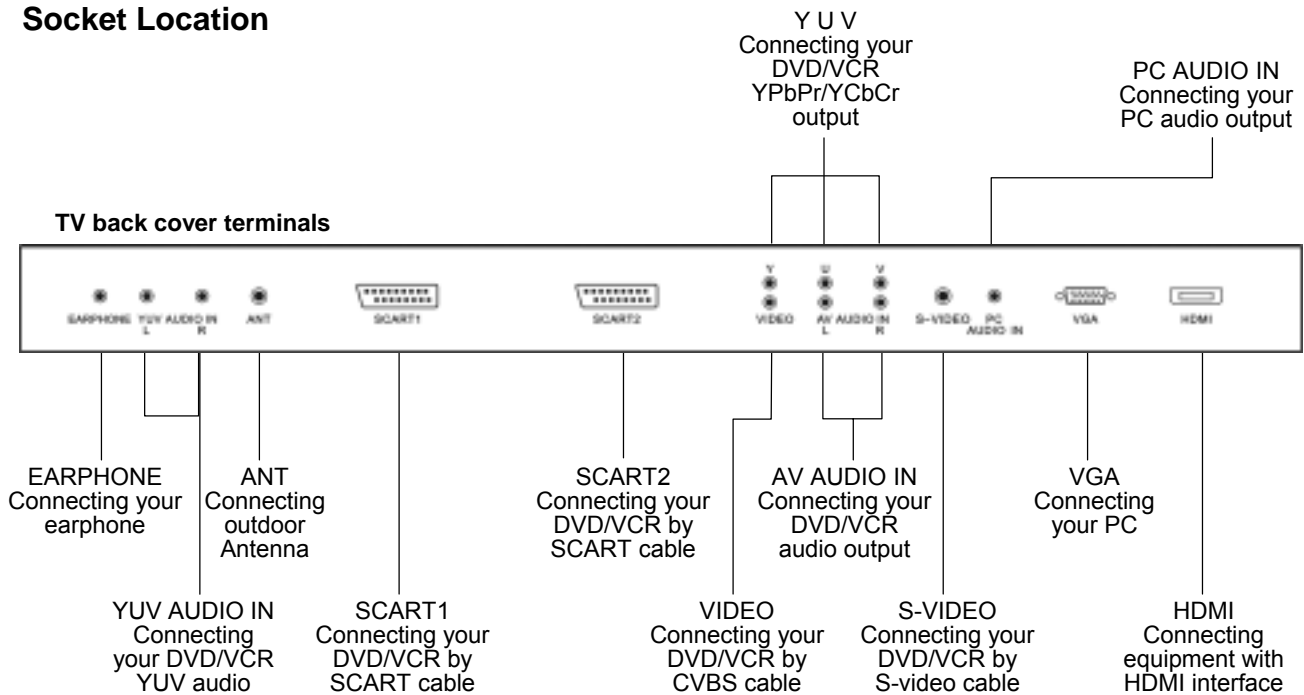 Socket Location
Y U V
Connecting your
DVD/VCR
YPbPr/YCbCr
output
PC AUDIO IN
Connecting your
PC audio output
TV back cover terminals
Y U V
EARPHONE YUV AUDIO IN ANT SCART1 SCART2 VIDEO AV AUDIO IN S-VIDEO PC VGA HDMI
L R L R AUDIO IN
EARPHONE
Connecting your
earphone
ANT
Connecting
outdoor
Antenna
SCART2
Connecting your
DVD/VCR by
SCART cable
AV AUDIO IN
Connecting your
DVD/VCR
audio output
VGA
Connecting
your PC
YUV AUDIO IN
Connecting
your DVD/VCR
YUV audio
SCART1
Connecting your
DVD/VCR by
SCART cable
VIDEO
Connecting your
DVD/VCR by
CVBS cable
S-VIDEO
Connecting your
DVD/VCR by
S-video cable
HDMI
Connecting
equipment with
HDMI interface